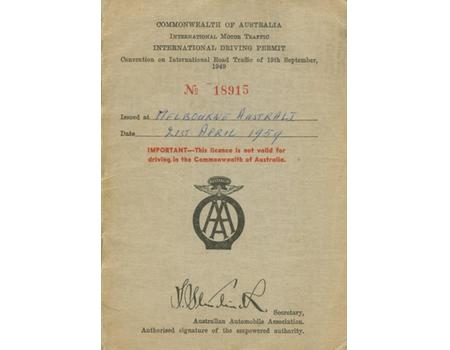 COMMONWEALTH OF AUSTRALIA
INTERNATIONAL MOTOR TRAFFIC
INTERNATIONAL DRIVING PERMIT
Convention on International Road Traffic of 19th September,
1949
No 18915
Issued at MELBOURNE AUSTRALI
Date 21ST APRIL 1959
IMPORTANT—This licence is not valid for
driving in the Commonwealth of Australia.
AUSTRALIA
AAA
Secretary,
Australian Automobile Association.
Authorised signature of the empowered authority.